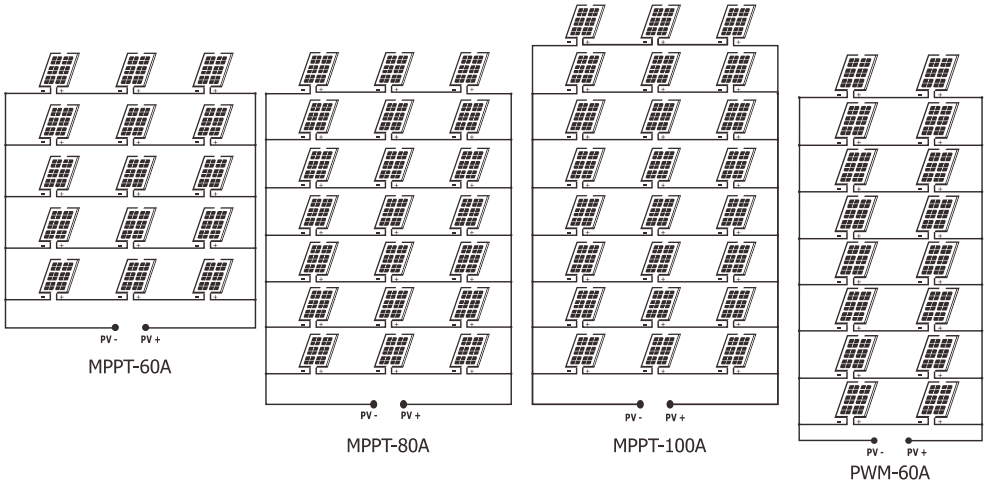 PV - PV +
MPPT-60A
PV - PV +
MPPT-80A
PV - PV +
MPPT-100A
PV - PV +
PWM-60A